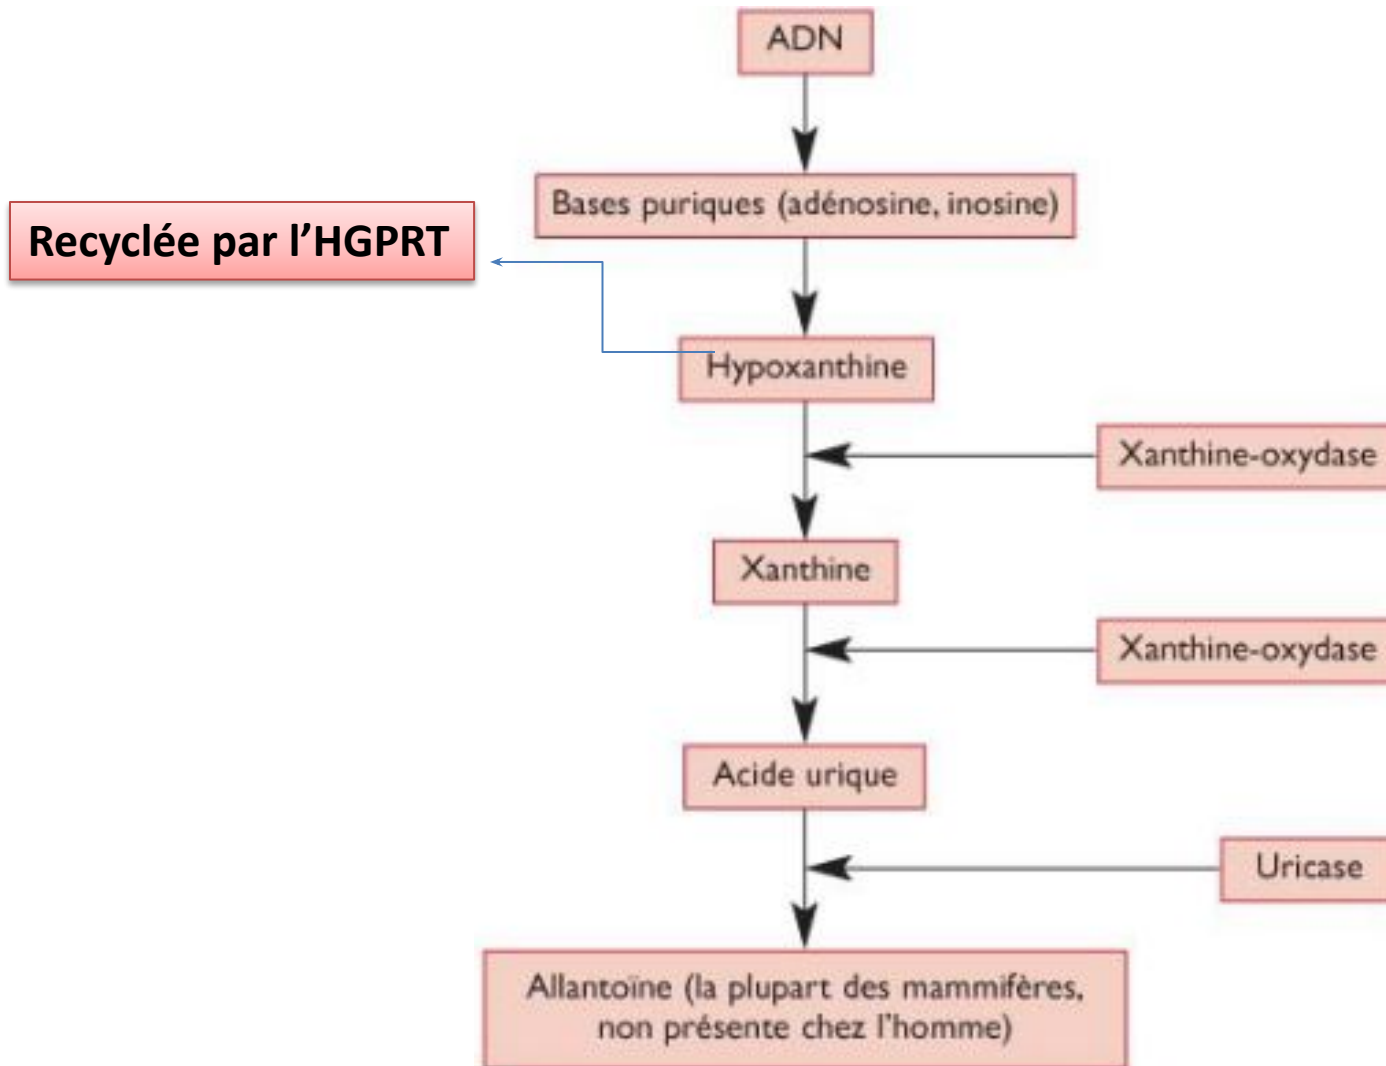 ADN
Bases puriques (adénosine, inosine)
Recyclée par l'HGPRT
Hypoxanthine
Xanthine-oxydase
Xanthine
Xanthine-oxydase
Acide urique
Uricase
Allantoïne (la plupart des mammifères,
non présente chez l'homme)